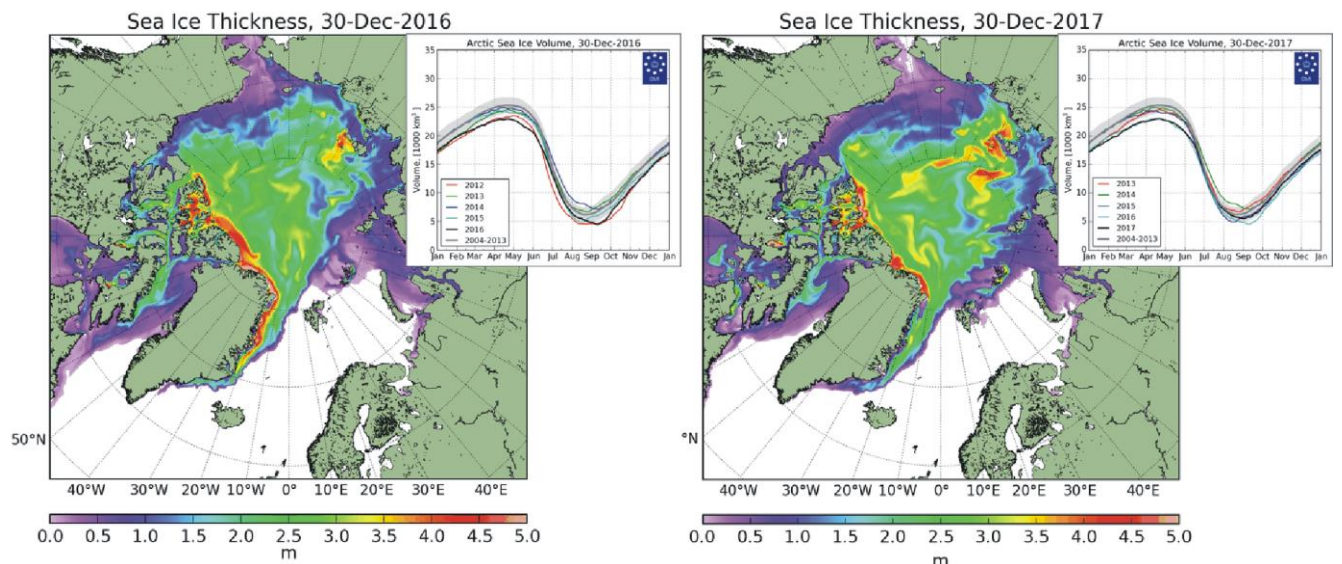 Sea Ice Thickness, 30-Dec-2016
Arctic Sea Ice Volume, 30-Dec-2016
Volume, [1000 km³]
35
30
25
20
15
10
5
0
2012
2013
2014
2015
2016
2004-2013
Jan Feb Mar Apr May Jun Jul Aug Sep Oct Nov Dec Jan
50°N
40°W 30°W 20°W 10°W 0° 10°E 20°E 30°E 40°E
0.0 0.5 1.0 1.5 2.0 2.5 3.0 3.5 4.0 4.5 5.0
m
Sea Ice Thickness, 30-Dec-2017
Arctic Sea Ice Volume, 30-Dec-2017
Volume, [1000 km³]
35
30
25
20
15
10
5
0
2013
2014
2015
2016
2017
2004-2013
Jan Feb Mar Apr May Jun Jul Aug Sep Oct Nov Dec Jan
°N
40°W 30°W 20°W 10°W 0° 10°E 20°E 30°E 40°E
0.0 0.5 1.0 1.5 2.0 2.5 3.0 3.5 4.0 4.5 5.0
m